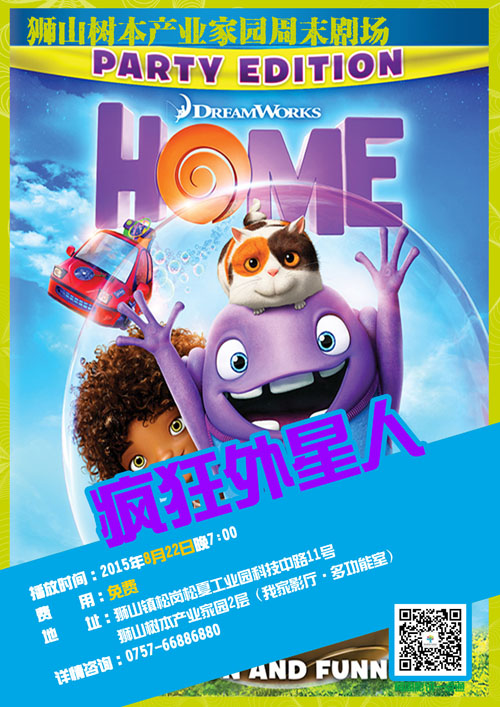 狮山树本产业家园周末剧场
PARTY EDITION
DREAMWORKS
HOME
疯狂外星人
播放时间：2015年8月22日晚7:00
费　　用：免费
地　　址：狮山镇松岗松夏工业园科技中路11号
狮山树本产业家园2层（我家影厅·多功能室）
详情咨询：0757-66886880
N AND FUNN